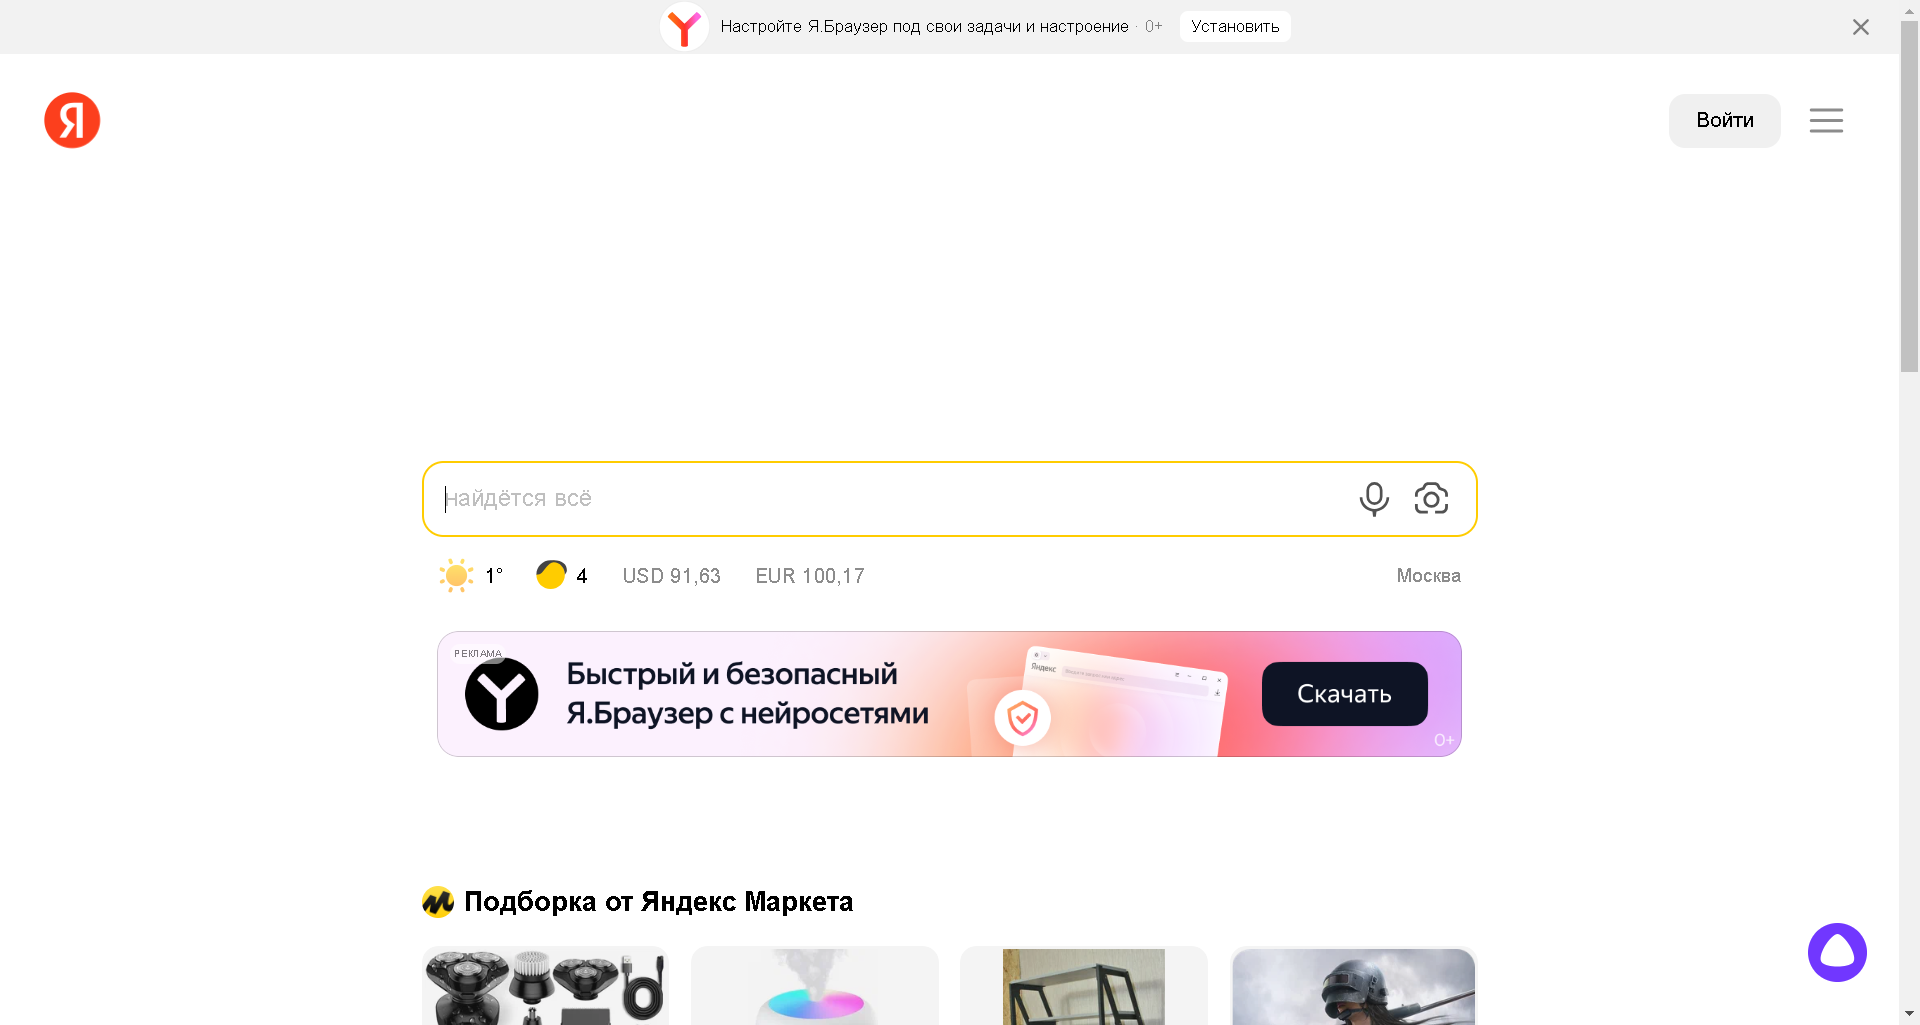 Настройте Я.Браузер под свои задачи и настроение · 0+
Установить
Я
Войти
найдётся всё
1°
4
USD 91,63
EUR 100,17
Москва
РЕКЛАМА
Быстрый и безопасный
Я.Браузер с нейросетями
Яндекс
Скачать
0+
Подборка от Яндекс Маркета